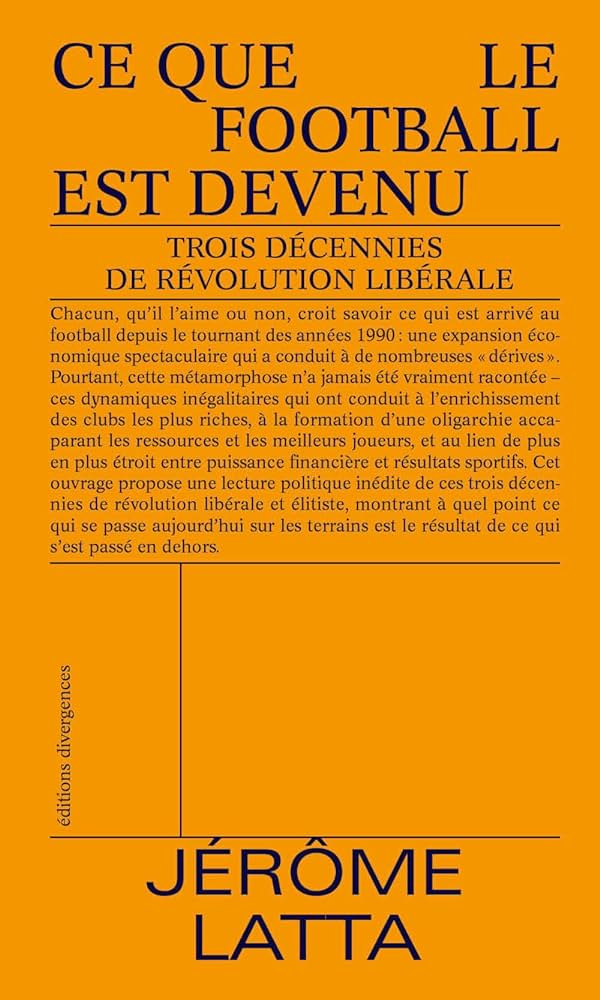 CE QUE LE
FOOTBALL
EST DEVENU
TROIS DÉCENNIES
DE RÉVOLUTION LIBÉRALE
Chacun, qu’il l’aime ou non, croit savoir ce qui est arrivé au
football depuis le tournant des années 1990 : une expansion éco-
nomique spectaculaire qui a conduit à de nombreuses « dérives ».
Pourtant, cette métamorphose n’a jamais été vraiment racontée –
ces dynamiques inégalitaires qui ont conduit à l’enrichissement
des clubs les plus riches, à la formation d’une oligarchie acca-
parant les ressources et les meilleurs joueurs, et au lien de plus
en plus étroit entre puissance financière et résultats sportifs. Cet
ouvrage propose une lecture politique inédite de ces trois décen-
nies de révolution libérale et élitiste, montrant à quel point ce
qui se passe aujourd’hui sur les terrains est le résultat de ce qui
s’est passé en dehors.
éditions divergences
JÉRÔME
LATTA